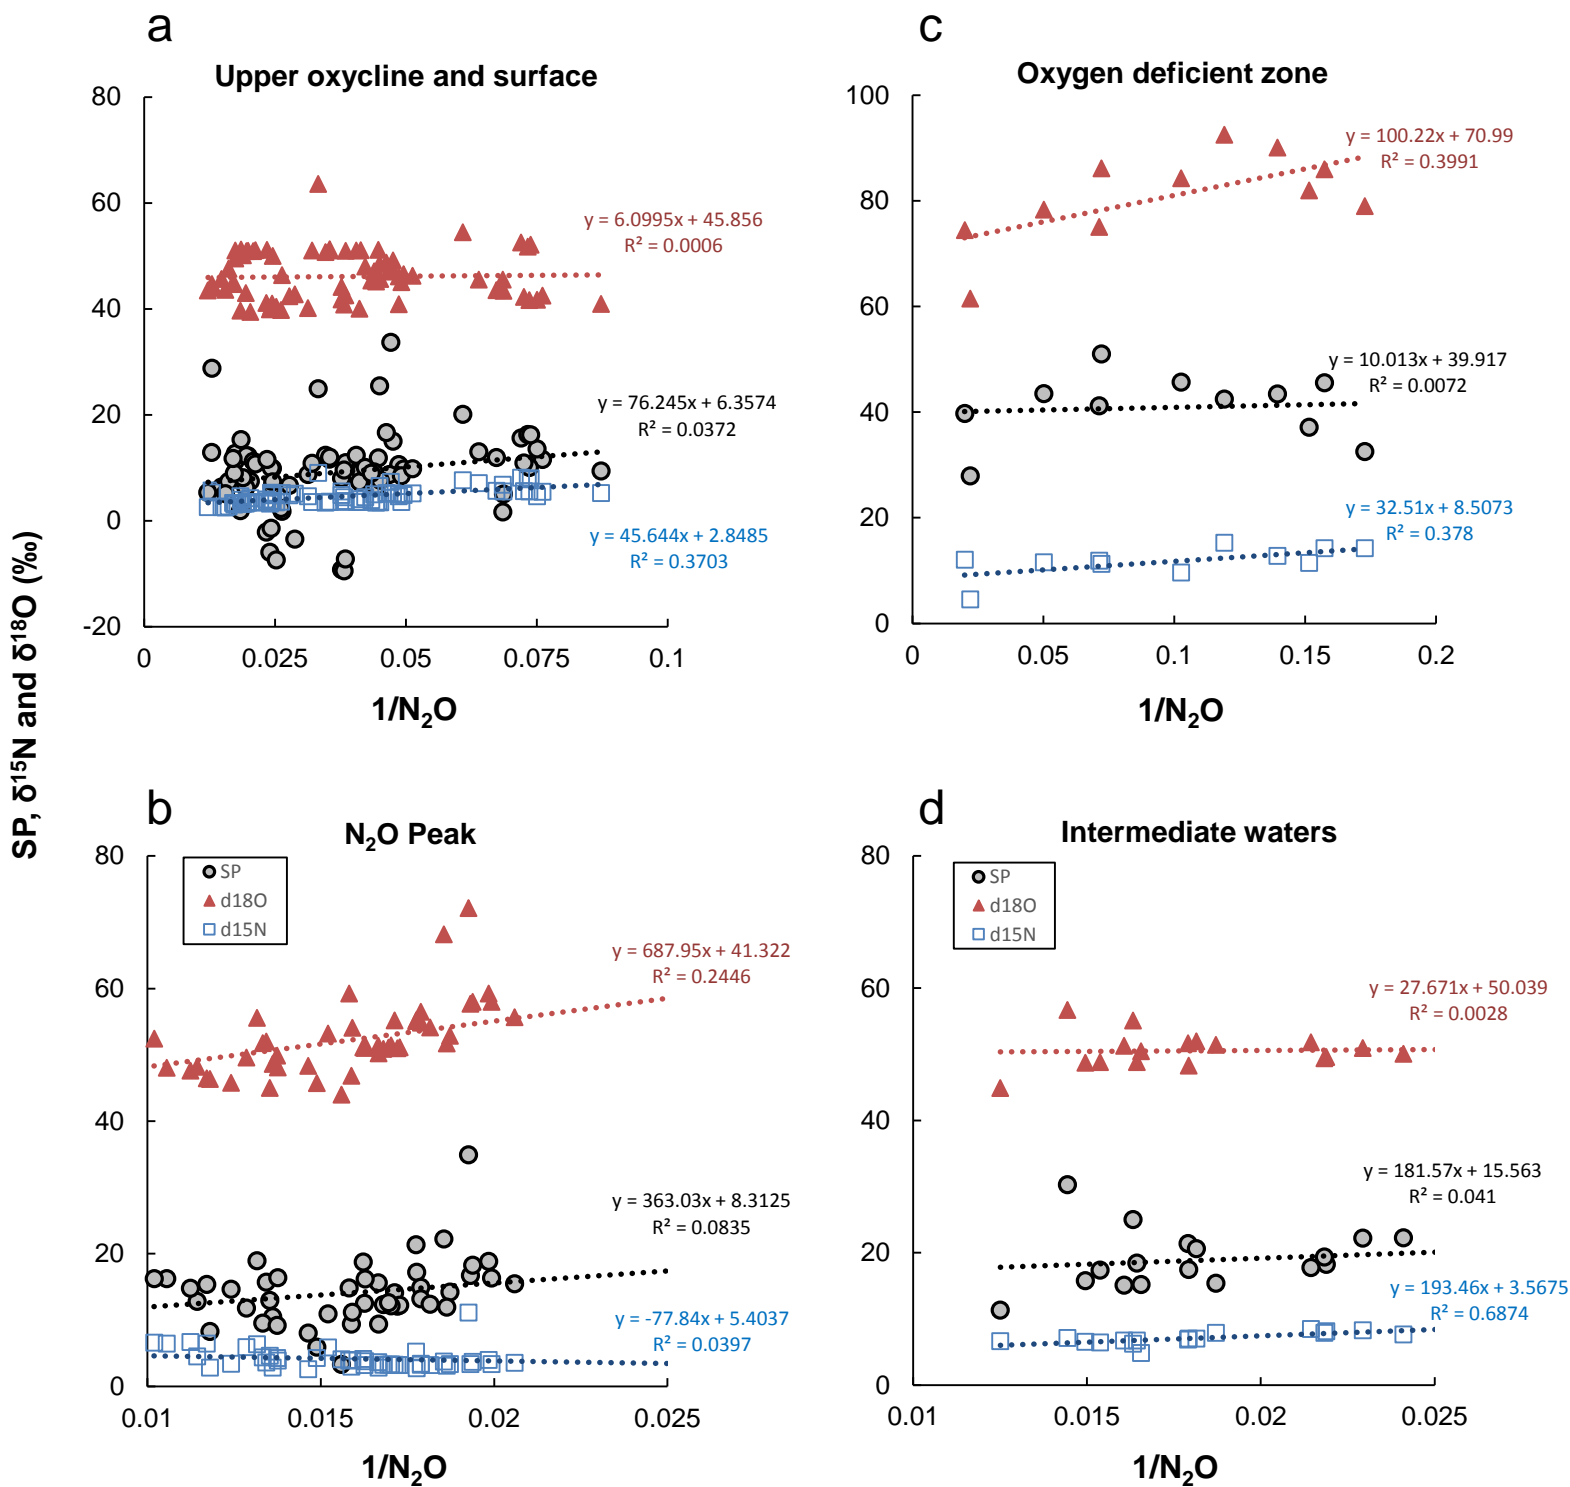 SP, δ¹⁵N and δ¹⁸O (‰)
a
Upper oxycline and surface
80
60
40
20
0
-20
0 0.025 0.05 0.075 0.1
1/N₂O
y = 6.0995x + 45.856
R² = 0.0006
y = 76.245x + 6.3574
R² = 0.0372
y = 45.644x + 2.8485
R² = 0.3703
c
Oxygen deficient zone
100
80
60
40
20
0
0 0.05 0.1 0.15 0.2
1/N₂O
y = 100.22x + 70.99
R² = 0.3991
y = 10.013x + 39.917
R² = 0.0072
y = 32.51x + 8.5073
R² = 0.378
b
N₂O Peak
80
60
40
20
0
0.01 0.015 0.02 0.025
1/N₂O
SP
d18O
d15N
y = 687.95x + 41.322
R² = 0.2446
y = 363.03x + 8.3125
R² = 0.0835
y = -77.84x + 5.4037
R² = 0.0397
d
Intermediate waters
80
60
40
20
0
0.01 0.015 0.02 0.025
1/N₂O
SP
d18O
d15N
y = 27.671x + 50.039
R² = 0.0028
y = 181.57x + 15.563
R² = 0.041
y = 193.46x + 3.5675
R² = 0.6874